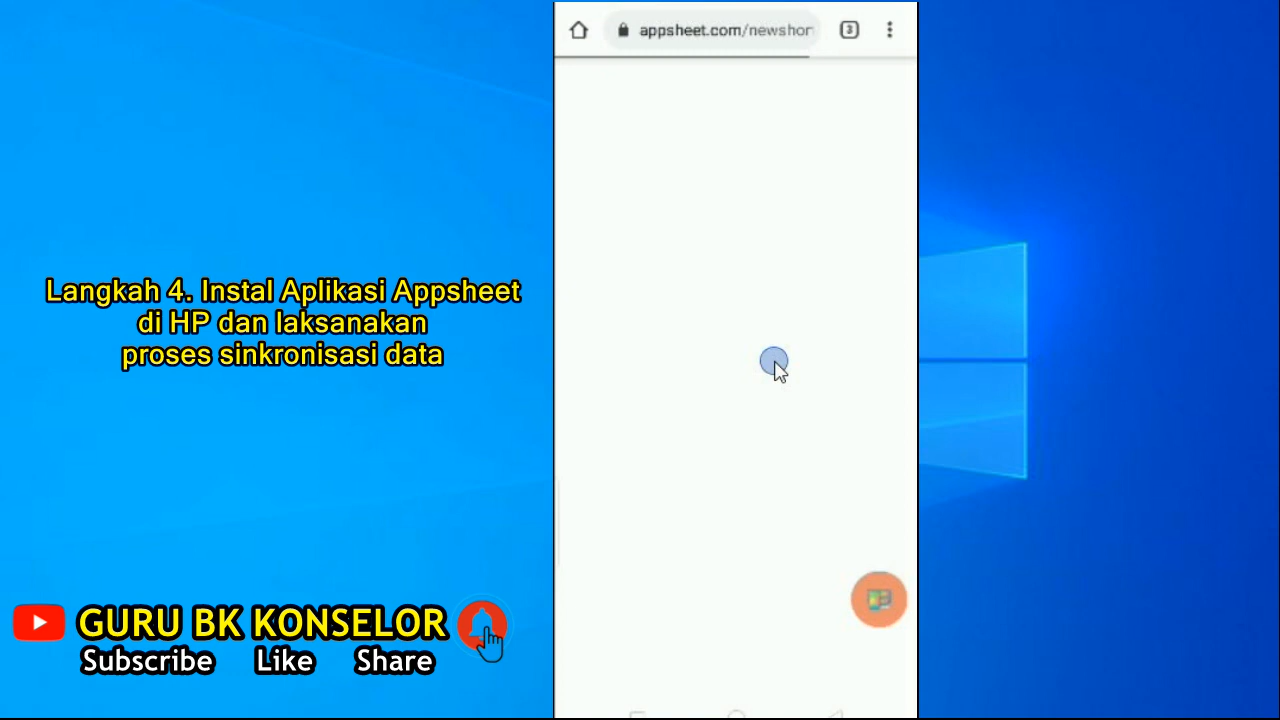 appsheet.com/newshor
3
Langkah 4. Instal Aplikasi Appsheet
di HP dan laksanakan
proses sinkronisasi data
GURU BK KONSELOR
Subscribe Like Share